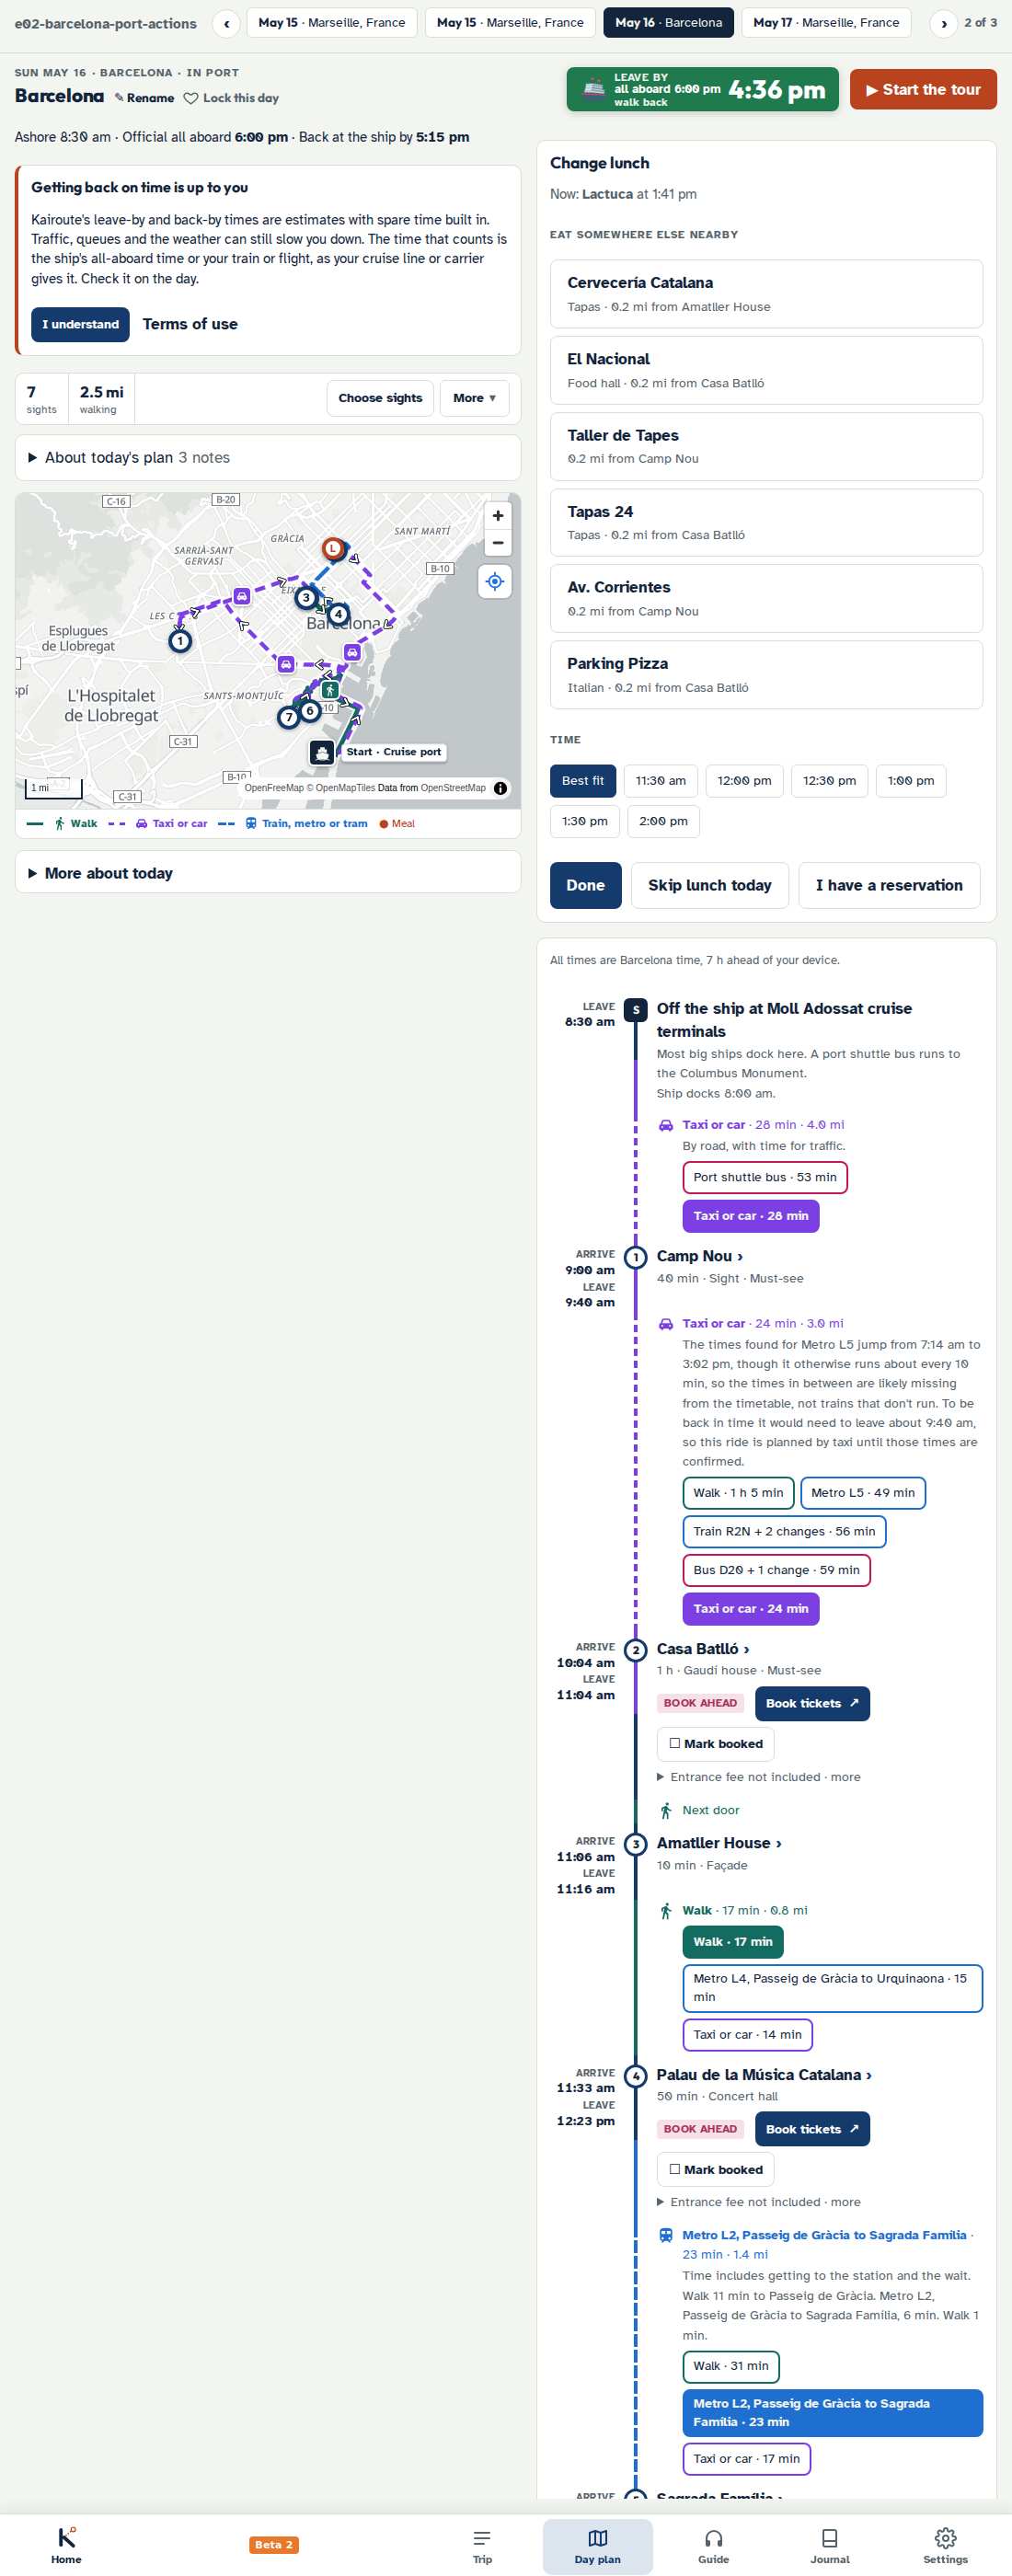 e02-barcelona-port-actions
‹
May 15 · Marseille, France
May 15 · Marseille, France
May 16 · Barcelona
May 17 · Marseille, France
›
2 of 3
SUN MAY 16 · BARCELONA · IN PORT
Barcelona
✎ Rename
Lock this day
LEAVE BY
all aboard 6:00 pm
walk back
4:36 pm
▶ Start the tour
Ashore 8:30 am · Official all aboard 6:00 pm · Back at the ship by 5:15 pm
Getting back on time is up to you
Kairoute's leave-by and back-by times are estimates with spare time built in.
Traffic, queues and the weather can still slow you down. The time that counts is
the ship's all-aboard time or your train or flight, as your cruise line or carrier
gives it. Check it on the day.
I understand
Terms of use
7
sights
2.5 mi
walking
Choose sights
More ▾
▶ About today's plan 3 notes
C-16
B-20
GRÀCIA
SANT MARTÍ
SARRIÀ-SANT
GERVASI
B-10
LES C
Esplugues
de Llobregat
Barcelona
L'Hospitalet
de Llobregat
SANTS-MONTJUÏC
C-31
C-31
L
1
3
4
7
6
+
−
Start · Cruise port
1 mi
OpenFreeMap © OpenMapTiles Data from OpenStreetMap
Walk
Taxi or car
Train, metro or tram
Meal
▶ More about today
Change lunch
Now: Lactuca at 1:41 pm
EAT SOMEWHERE ELSE NEARBY
Cervecería Catalana
Tapas · 0.2 mi from Amatller House
El Nacional
Food hall · 0.2 mi from Casa Batlló
Taller de Tapes
0.2 mi from Camp Nou
Tapas 24
Tapas · 0.2 mi from Casa Batlló
Av. Corrientes
0.2 mi from Camp Nou
Parking Pizza
Italian · 0.2 mi from Casa Batlló
TIME
Best fit
11:30 am
12:00 pm
12:30 pm
1:00 pm
1:30 pm
2:00 pm
Done
Skip lunch today
I have a reservation
All times are Barcelona time, 7 h ahead of your device.
LEAVE
8:30 am
S
Off the ship at Moll Adossat cruise
terminals
Most big ships dock here. A port shuttle bus runs to
the Columbus Monument.
Ship docks 8:00 am.
Taxi or car · 28 min · 4.0 mi
By road, with time for traffic.
Port shuttle bus · 53 min
Taxi or car · 28 min
ARRIVE
9:00 am
LEAVE
9:40 am
1
Camp Nou ›
40 min · Sight · Must-see
Taxi or car · 24 min · 3.0 mi
The times found for Metro L5 jump from 7:14 am to
3:02 pm, though it otherwise runs about every 10
min, so the times in between are likely missing
from the timetable, not trains that don't run. To be
back in time it would need to leave about 9:40 am,
so this ride is planned by taxi until those times are
confirmed.
Walk · 1 h 5 min
Metro L5 · 49 min
Train R2N + 2 changes · 56 min
Bus D20 + 1 change · 59 min
Taxi or car · 24 min
ARRIVE
10:04 am
LEAVE
11:04 am
2
Casa Batlló ›
1 h · Gaudí house · Must-see
BOOK AHEAD
Book tickets ↗
☐ Mark booked
▶ Entrance fee not included · more
Next door
ARRIVE
11:06 am
LEAVE
11:16 am
3
Amatller House ›
10 min · Façade
Walk · 17 min · 0.8 mi
Walk · 17 min
Metro L4, Passeig de Gràcia to Urquinaona · 15
min
Taxi or car · 14 min
ARRIVE
11:33 am
LEAVE
12:23 pm
4
Palau de la Música Catalana ›
50 min · Concert hall
BOOK AHEAD
Book tickets ↗
☐ Mark booked
▶ Entrance fee not included · more
Metro L2, Passeig de Gràcia to Sagrada Família ·
23 min · 1.4 mi
Time includes getting to the station and the wait.
Walk 11 min to Passeig de Gràcia. Metro L2,
Passeig de Gràcia to Sagrada Família, 6 min. Walk 1
min.
Walk · 31 min
Metro L2, Passeig de Gràcia to Sagrada
Família · 23 min
Taxi or car · 17 min
ARRIVE
Sagrada Família ›
Home
Beta 2
Trip
Day plan
Guide
Journal
Settings